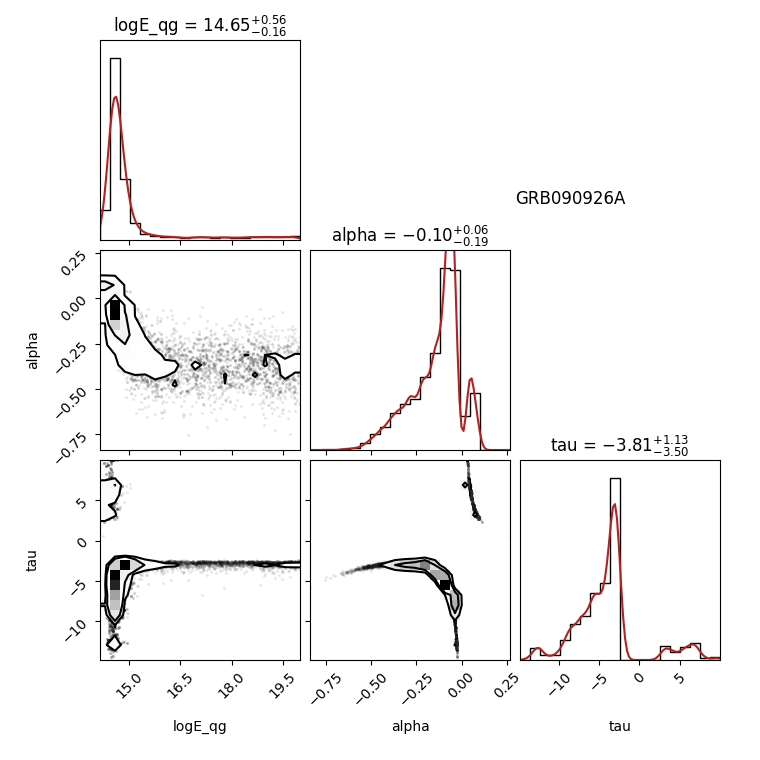 logE_qg = 14.65+0.56 −0.16
GRB090926A
0.25
0.00
−0.25
−0.50
−0.75
alpha
alpha = −0.10+0.06 −0.19
5
0
−5
−10
tau
tau = −3.81+1.13 −3.50
15.0 16.5 18.0 19.5
−0.75 −0.50 −0.25 0.00 0.25
−10 −5 0 5
logE_qg alpha tau